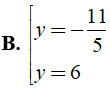 B. [ y = -11/5
y = 6